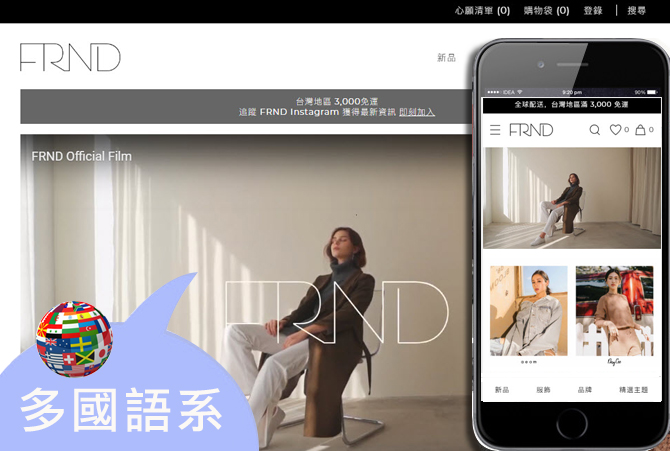 心願清單 (0) 購物袋 (0) 登錄 | 搜尋
FRND
新品
台灣地區 3,000免運
追蹤 FRND Instagram 獲得最新資訊 即刻加入
FRND Official Film
FRND
多國語系
IDEA 9:20 pm 90%
全球配送，台灣地區滿 3,000 免運
FRND 0 0
新品 服飾 品牌 精選主題